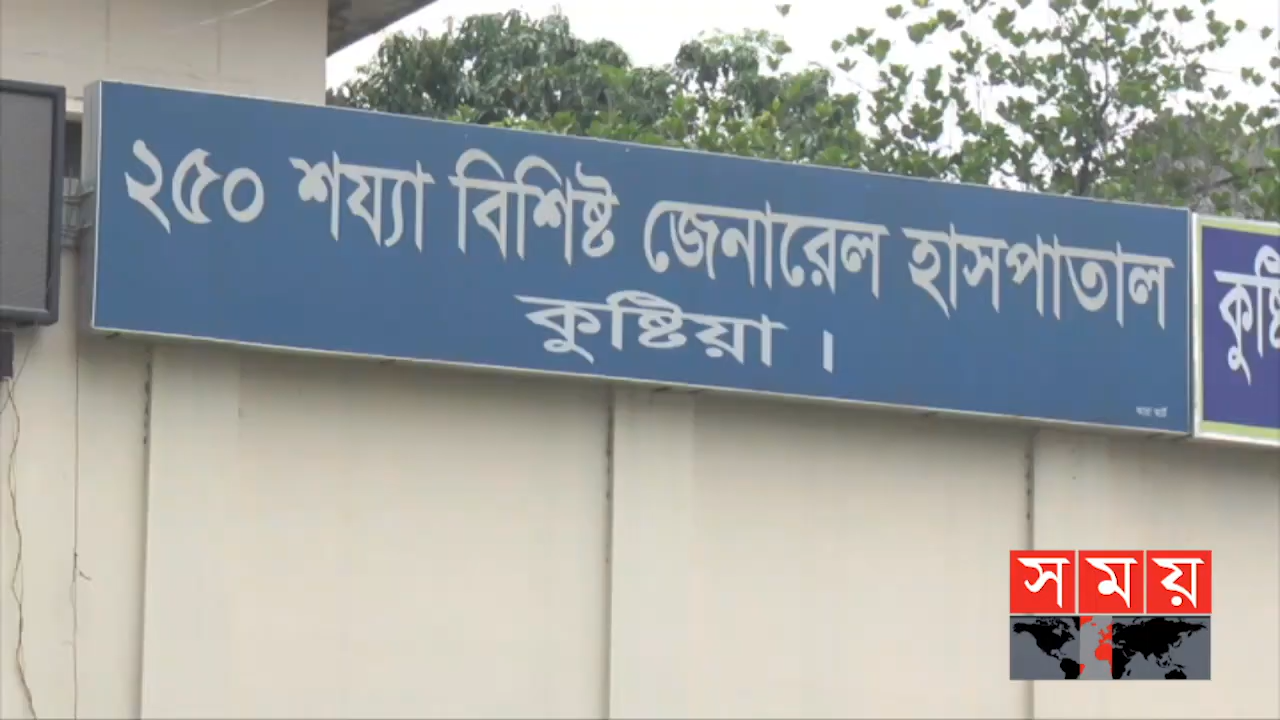 ২৫০ শয্যা বিশিষ্ট জেনারেল হাসপাতাল
কুষ্টিয়া ।
কুষ্টি
সময়